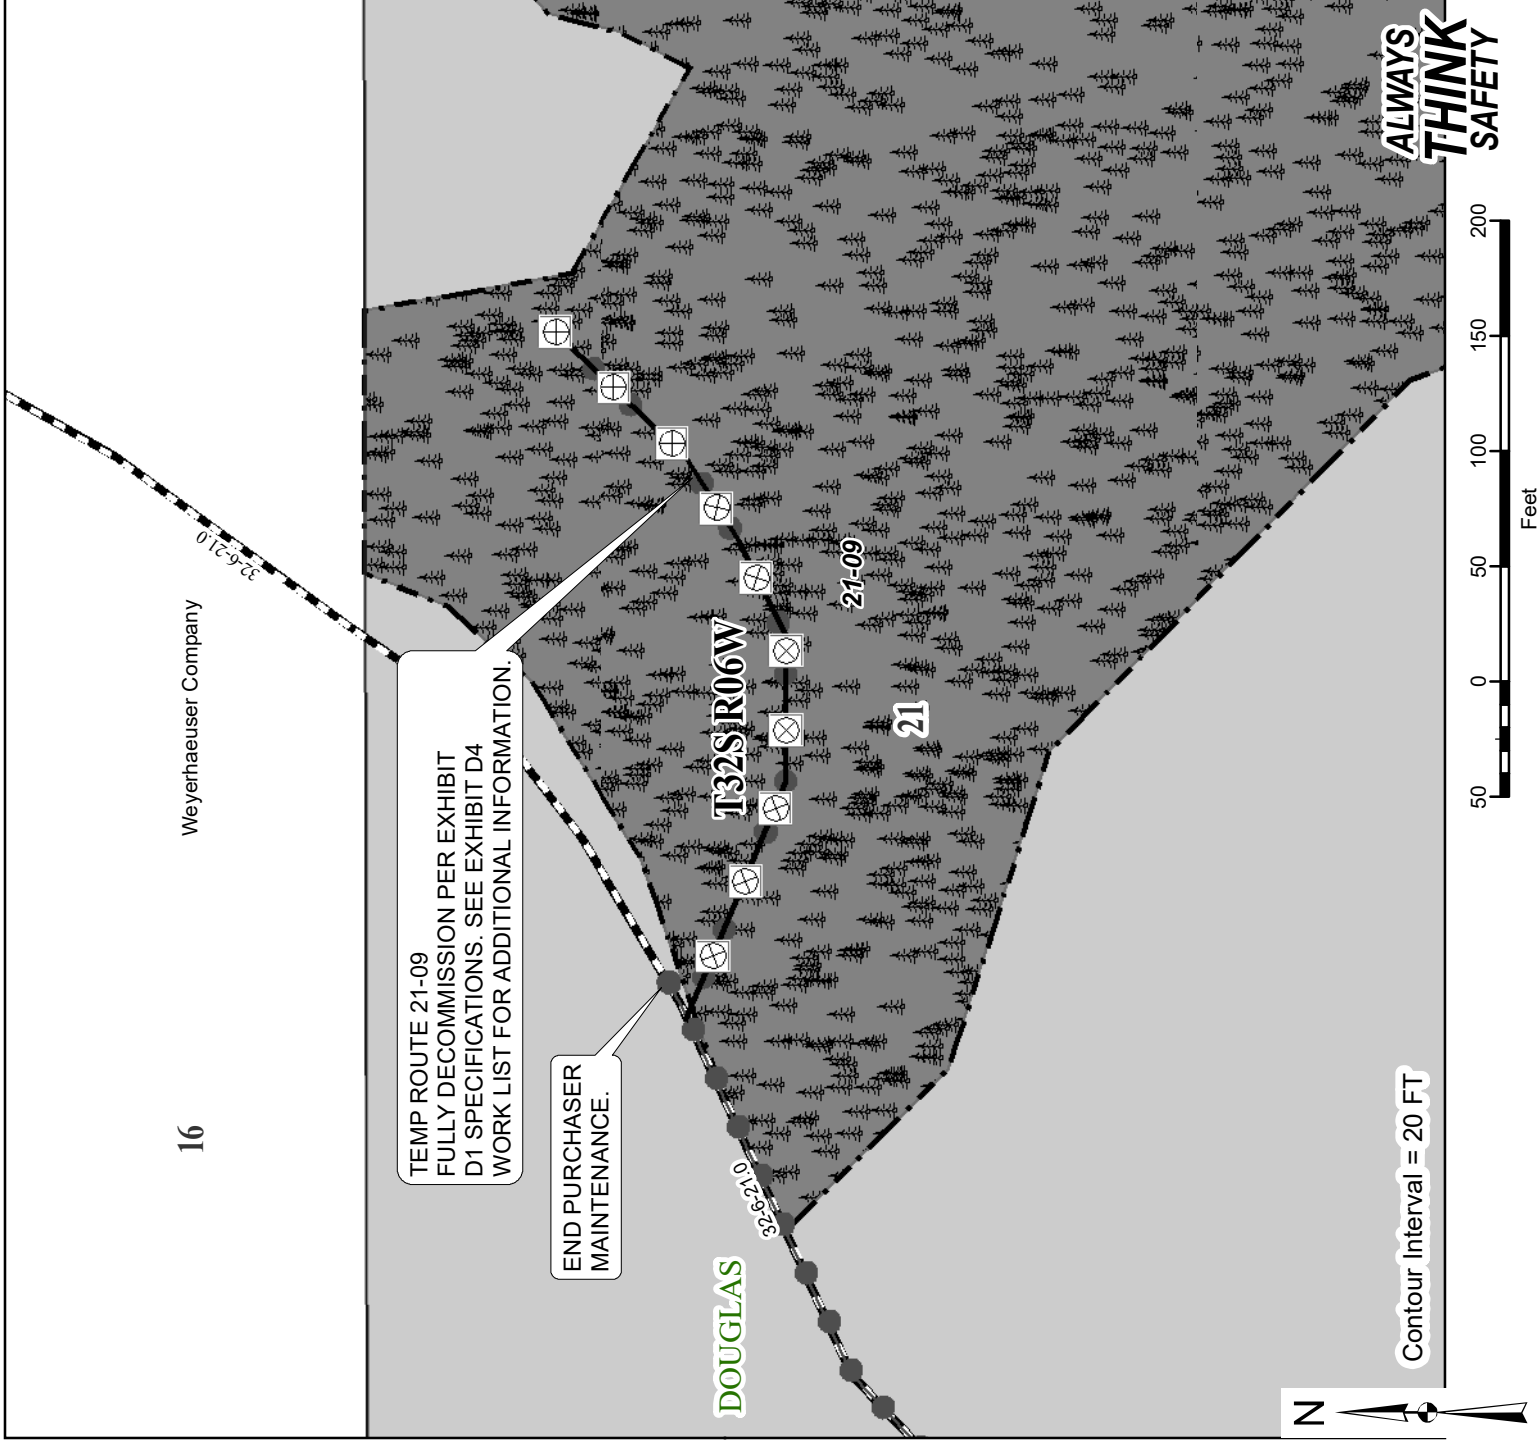 16
Weyerhaeuser Company
32-6-21.0
TEMP ROUTE 21-09
FULLY DECOMMISSION PER EXHIBIT
D1 SPECIFICATIONS. SEE EXHIBIT D4
WORK LIST FOR ADDITIONAL INFORMATION.
END PURCHASER
MAINTENANCE.
DOUGLAS
32-6-21.0
T32S R06W
21-09
21
Contour Interval = 20 FT
ALWAYS
THINK
SAFETY
N
50 0 50 100 150 200
Feet